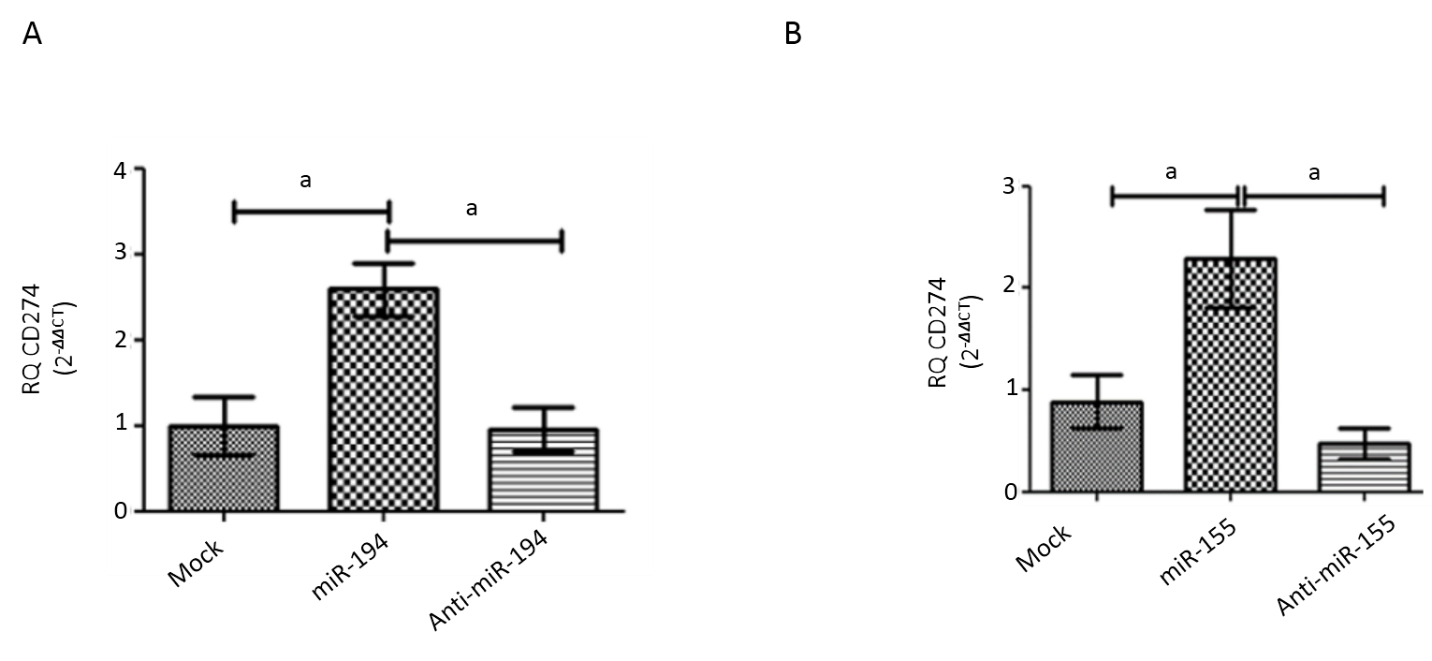 A
B
RQ CD274
(2^-ΔΔCT)
4
3
2
1
0
a
a
Mock
miR-194
Anti-miR-194
RQ CD274
(2^-ΔΔCT)
3
2
1
0
a
a
Mock
miR-155
Anti-miR-155